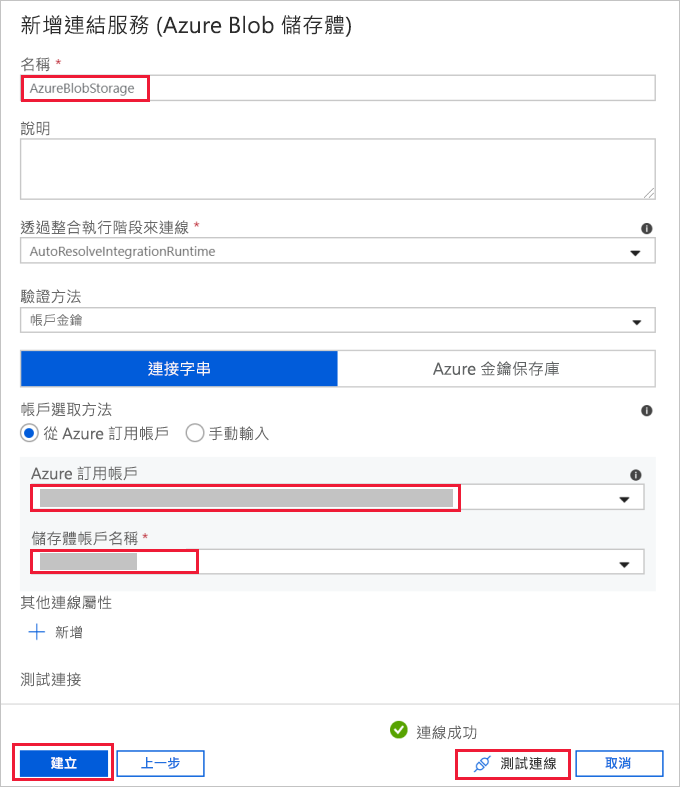 新增連結服務 (Azure Blob 儲存體)
名稱 *
AzureBlobStorage
說明
透過整合執行階段來連線 *
AutoResolveIntegrationRuntime
驗證方法
帳戶金鑰
連接字串 Azure 金鑰保存庫
帳戶選取方法
從 Azure 訂用帳戶 手動輸入
Azure 訂用帳戶
儲存體帳戶名稱 *
其他連線屬性
新增
測試連接
連線成功
建立 上一步 測試連線 取消